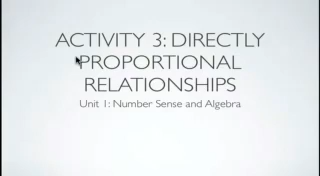 ACTIVITY 3: DIRECTLY
PROPORTIONAL
RELATIONSHIPS
Unit 1: Number Sense and Algebra